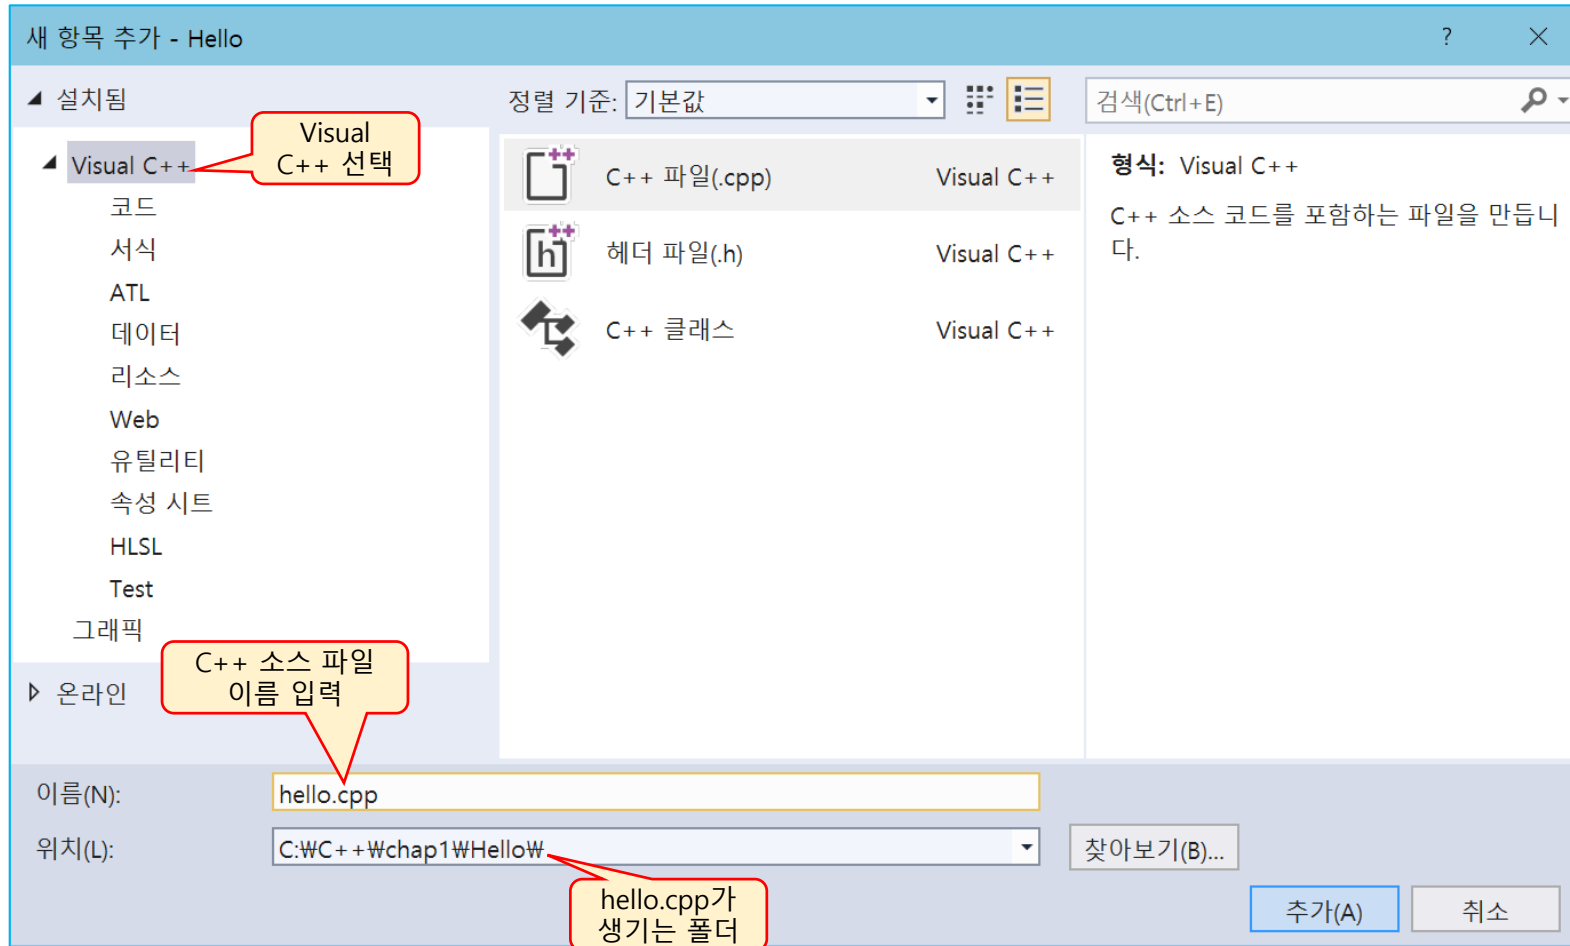 새 항목 추가 - Hello
?
설치됨
정렬 기준: 기본값
검색(Ctrl+E)
Visual C++
Visual
C++ 선택
코드
서식
ATL
데이터
리소스
Web
유틸리티
속성 시트
HLSL
Test
그래픽
온라인
C++ 파일(.cpp) Visual C++
헤더 파일(.h) Visual C++
C++ 클래스 Visual C++
형식: Visual C++
C++ 소스 코드를 포함하는 파일을 만듭니
다.
C++ 소스 파일
이름 입력
이름(N): hello.cpp
위치(L): C:₩C++₩chap1₩Hello₩
찾아보기(B)...
hello.cpp가
생기는 폴더
추가(A)
취소